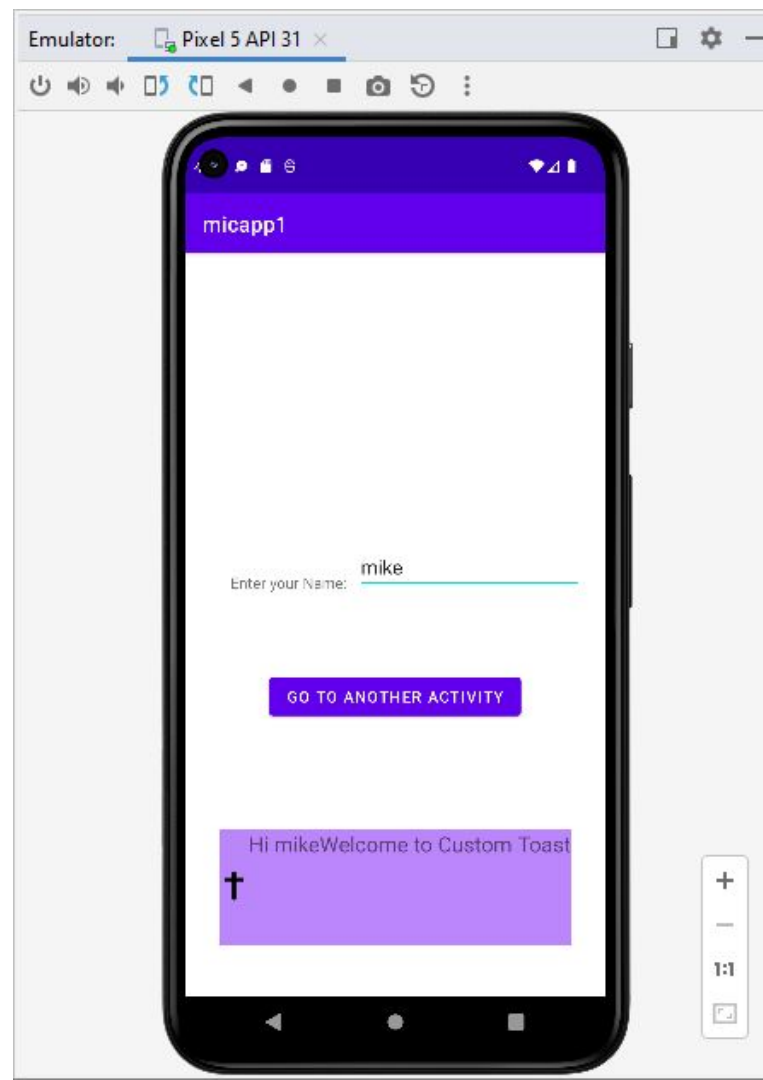 Emulator: Pixel 5 API 31
micapp1
mike
Enter your Name:
GO TO ANOTHER ACTIVITY
Hi mikeWelcome to Custom Toast
1:1